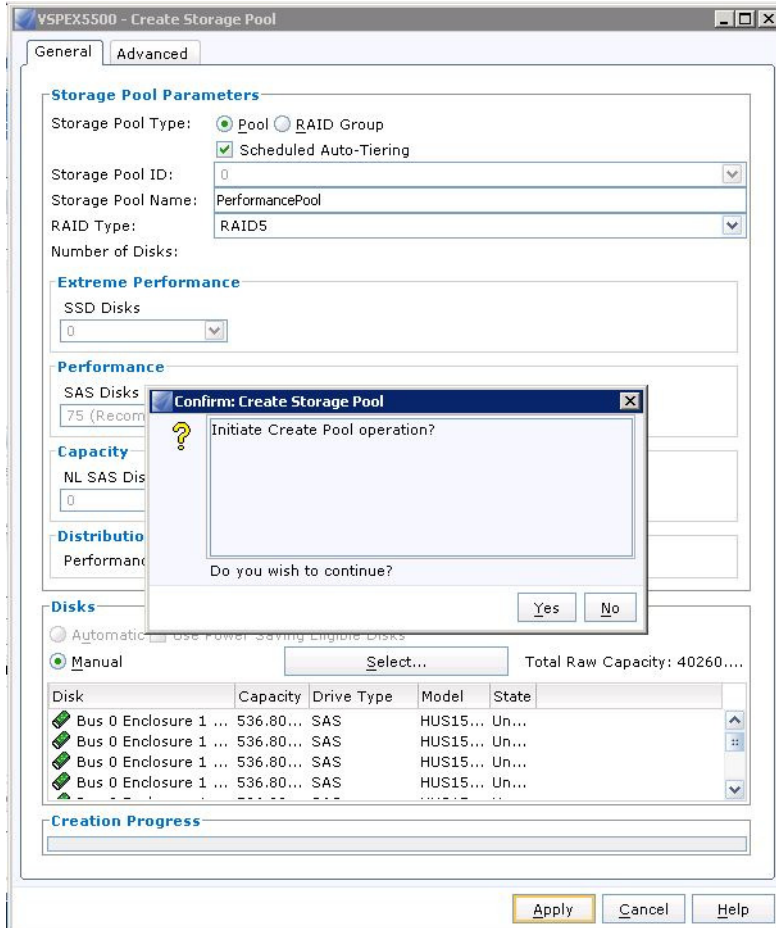 VSPEX5500 - Create Storage Pool
General Advanced
Storage Pool Parameters
Storage Pool Type: Pool RAID Group
Scheduled Auto-Tiering
Storage Pool ID: 0
Storage Pool Name: PerformancePool
RAID Type: RAID5
Number of Disks:
Extreme Performance
SSD Disks
0
Performance
SAS Disks
75 (Recom
Confirm: Create Storage Pool
Initiate Create Pool operation?
Do you wish to continue?
Yes No
Capacity
NL SAS Dis
0
Distributio
Performanc
Disks
Automatic Use Power Saving Eligible Disks
Manual Select... Total Raw Capacity: 40260....
Disk Capacity Drive Type Model State
Bus 0 Enclosure 1 ... 536.80... SAS HUS15... Un...
Bus 0 Enclosure 1 ... 536.80... SAS HUS15... Un...
Bus 0 Enclosure 1 ... 536.80... SAS HUS15... Un...
Bus 0 Enclosure 1 ... 536.80... SAS HUS15... Un...
Creation Progress
Apply Cancel Help